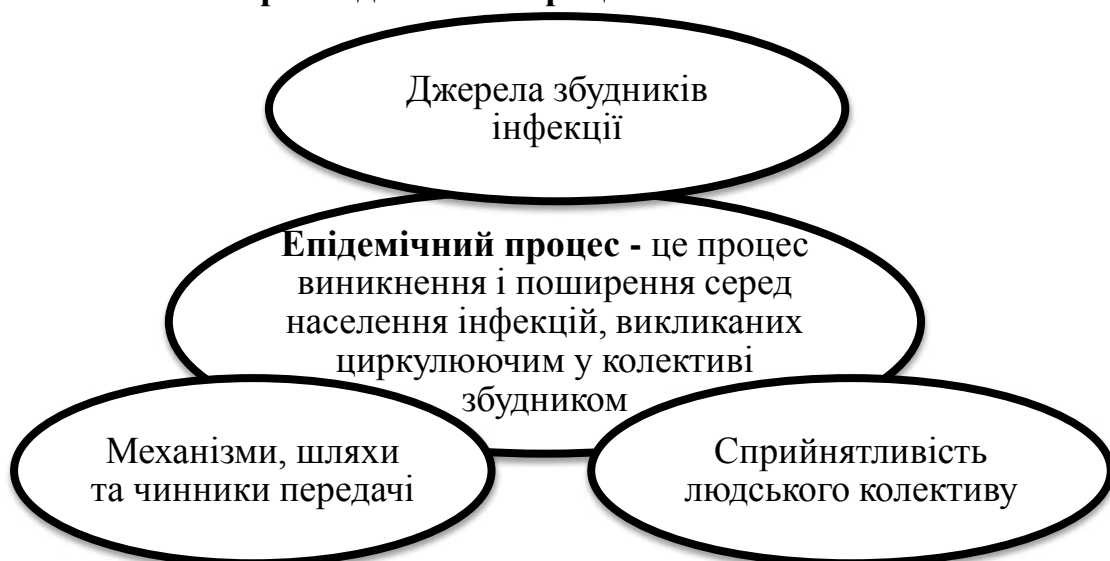 Джерела збудників
інфекції
Епідемічний процес - це процес
виникнення і поширення серед
населення інфекцій, викликаних
циркулюючим у колективі
збудником
Механізми, шляхи
та чинники передачі
Сприйнятливість
людського колективу